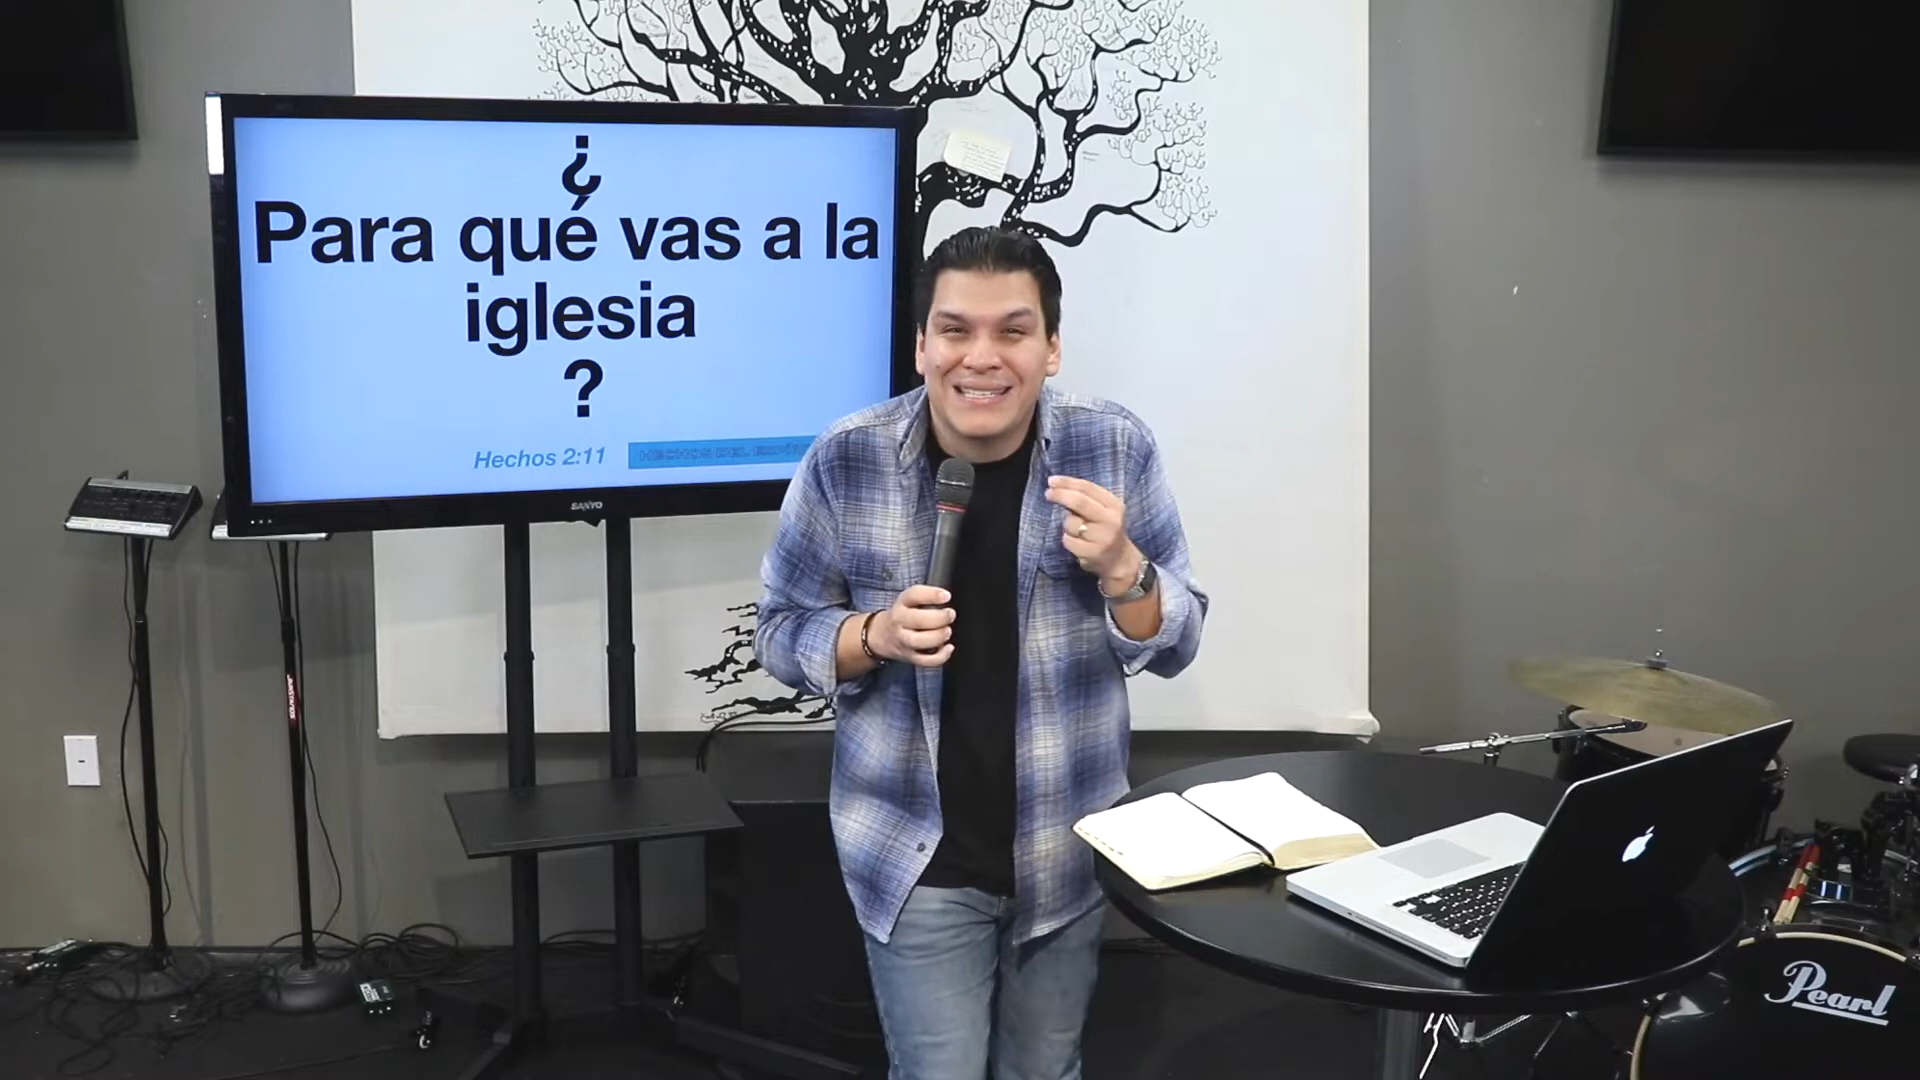 ¿
Para qué vas a la
iglesia
?
Hechos 2:11
SANYO
Pearl